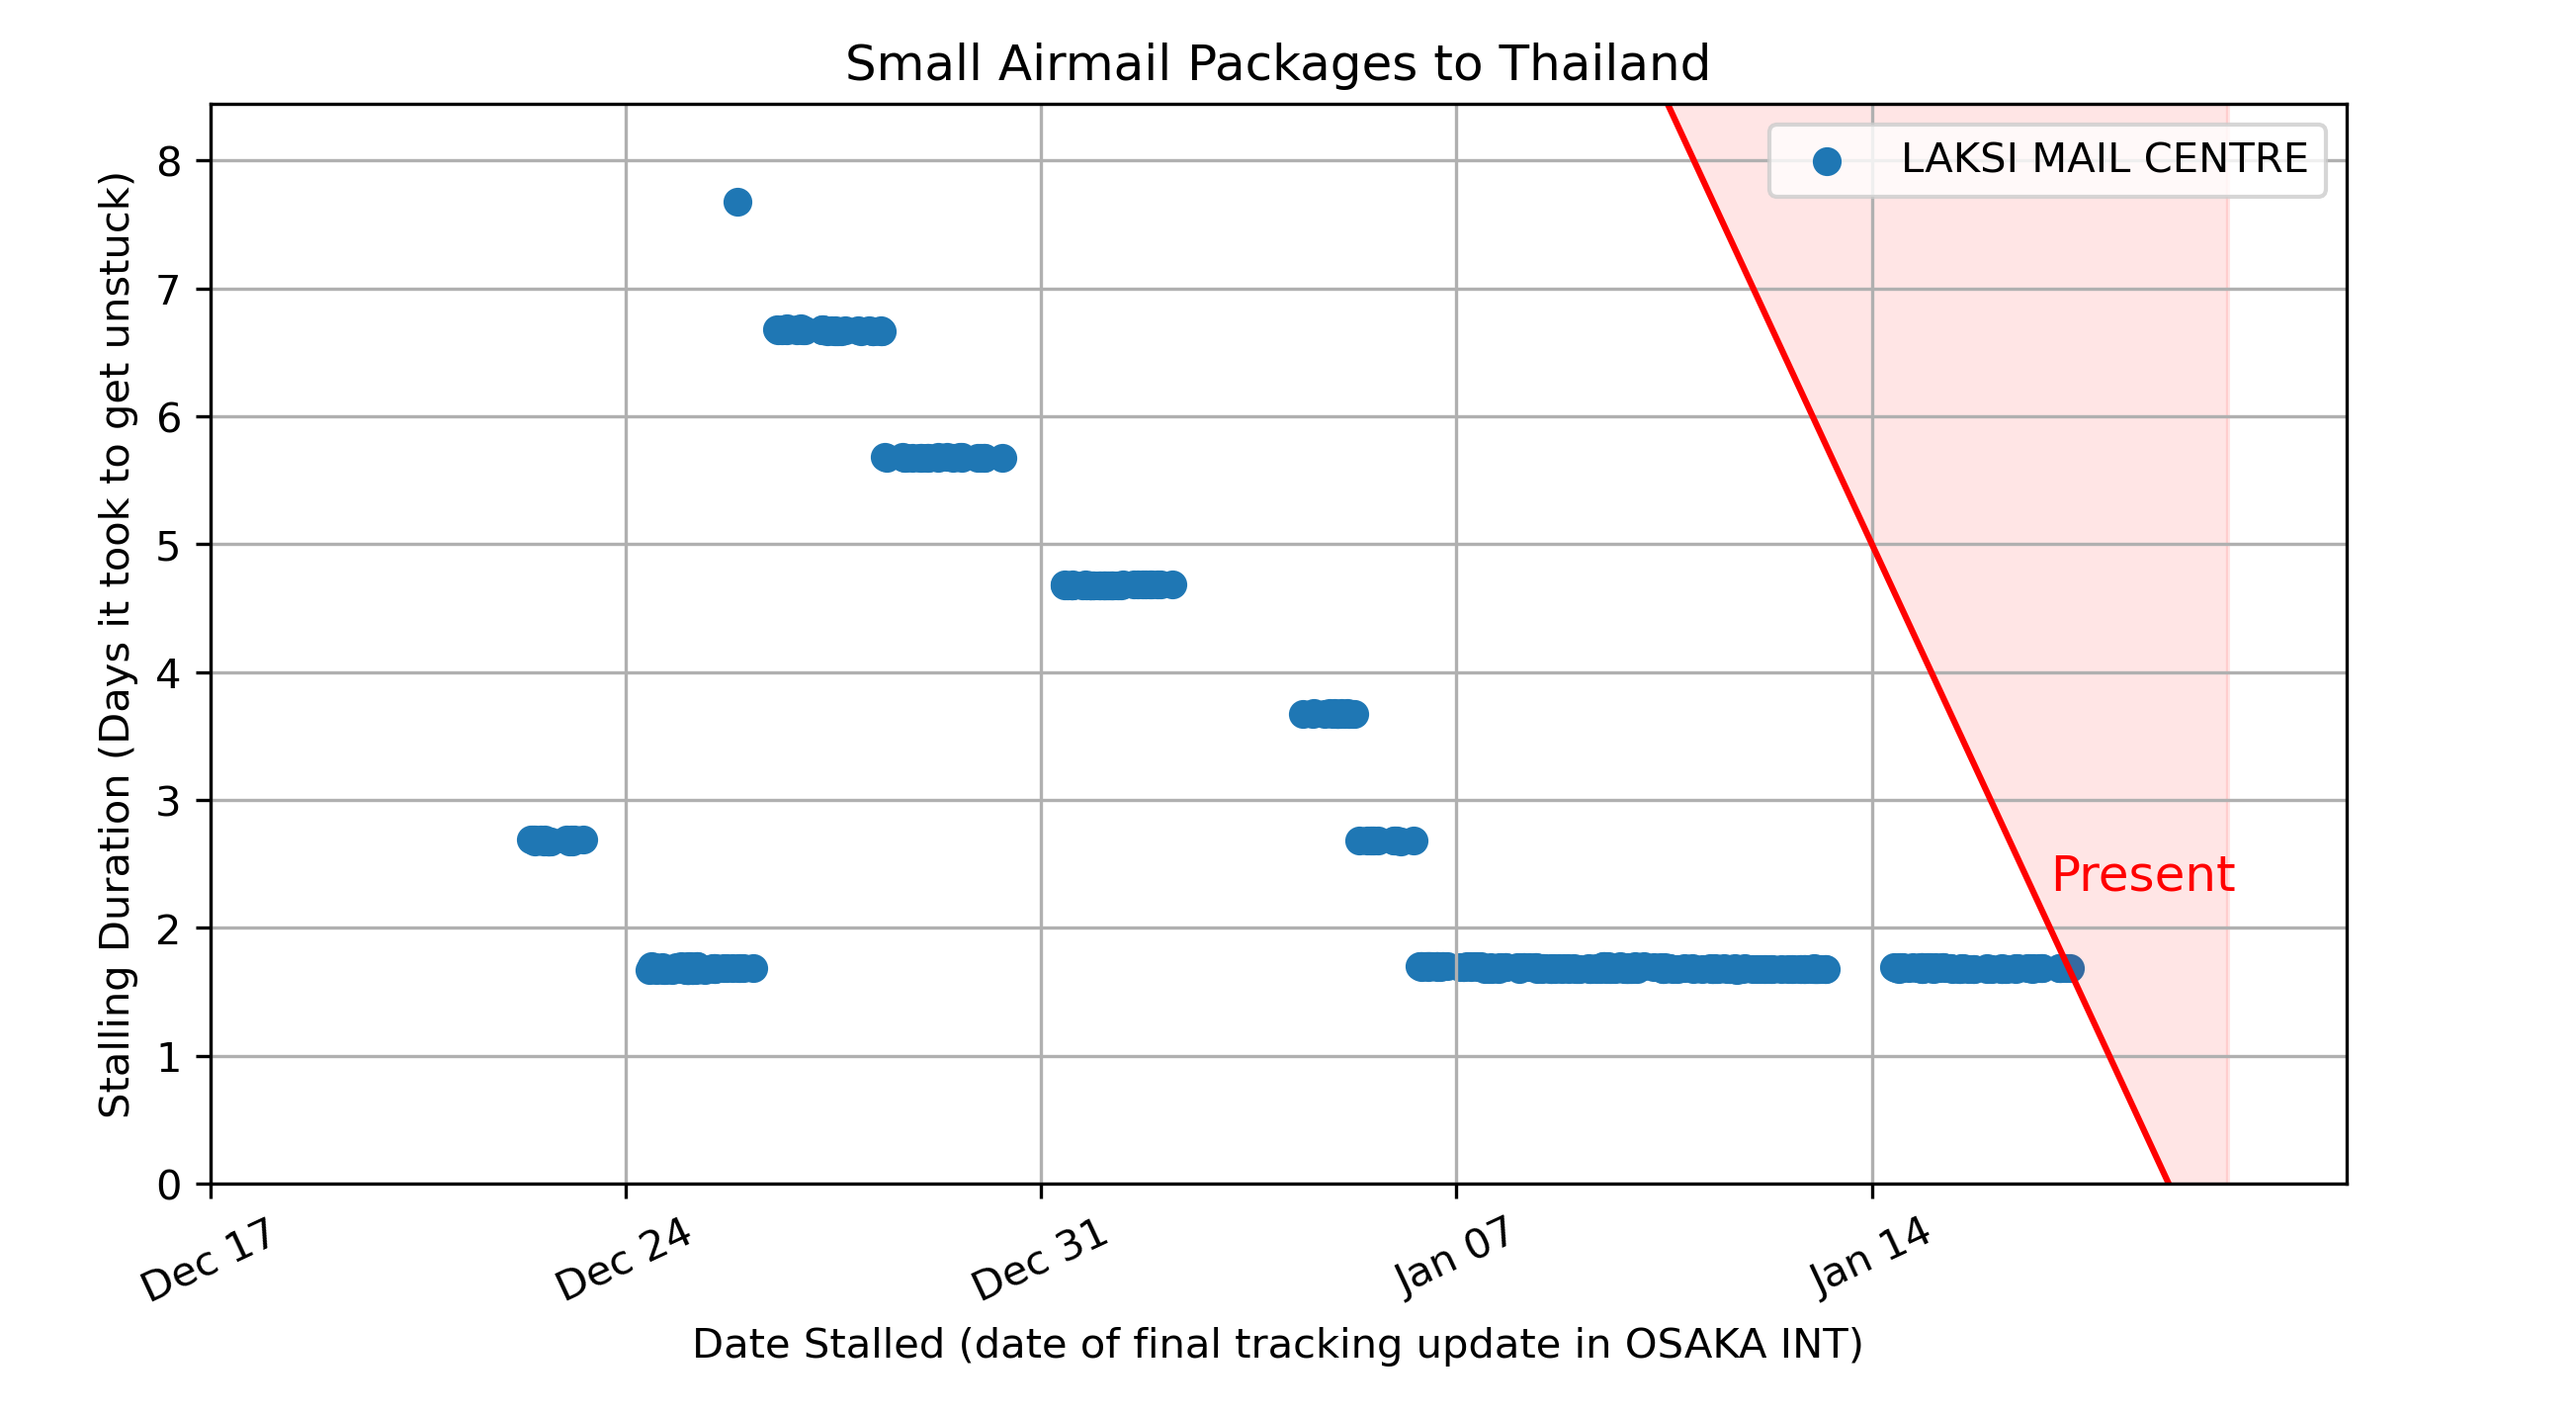 Small Airmail Packages to Thailand
LAKSI MAIL CENTRE
Stalling Duration (Days it took to get unstuck)
8
7
6
5
4
3
2
1
0
Present
Dec 17
Dec 24
Dec 31
Jan 07
Jan 14
Date Stalled (date of final tracking update in OSAKA INT)